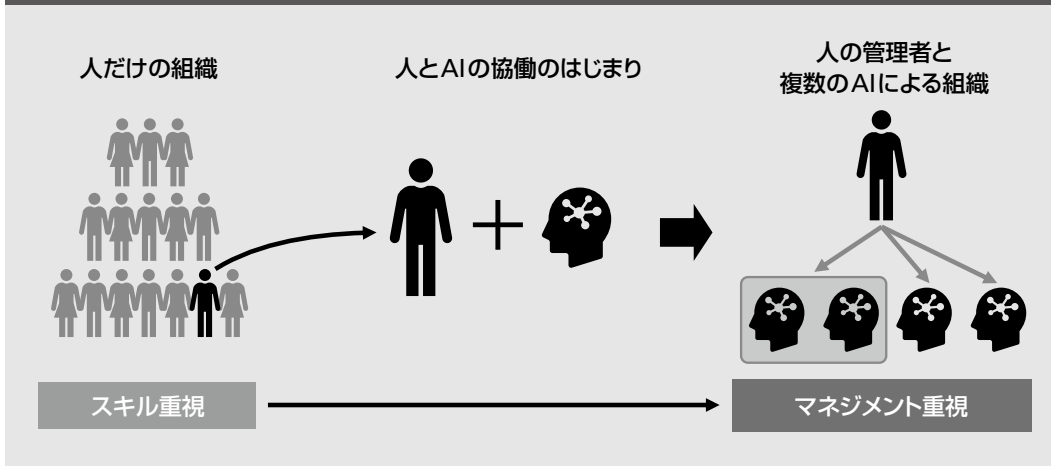 人だけの組織
人とAIの協働のはじまり
人の管理者と
複数のAIによる組織
スキル重視
マネジメント重視